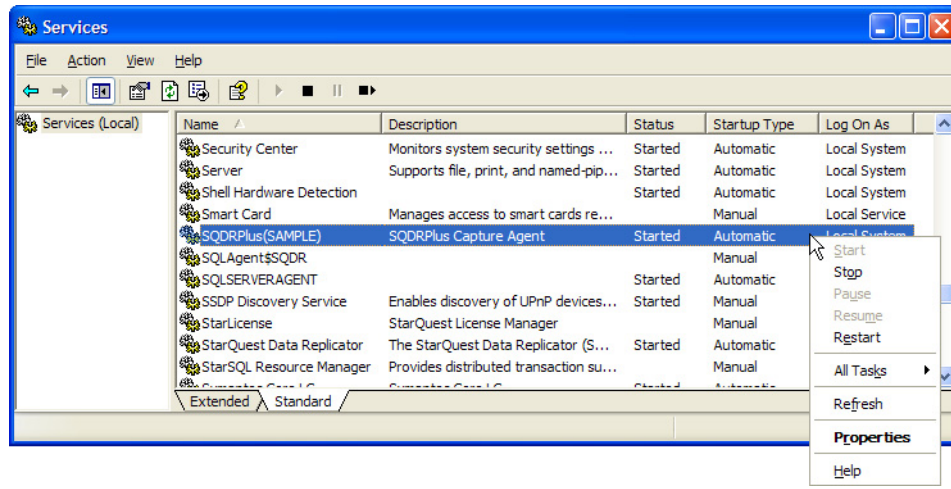 Services
File Action View Help
Services (Local)
Name Description Status Startup Type Log On As
Security Center Monitors system security settings ... Started Automatic Local System
Server Supports file, print, and named-pip... Started Automatic Local System
Shell Hardware Detection Started Automatic Local System
Smart Card Manages access to smart cards re... Manual Local Service
SQDRPlus(SAMPLE) SQDRPlus Capture Agent Started Automatic Local System
SQLAgent$SQDR Manual
SQLSERVERAGENT Started Automatic
SSDP Discovery Service Enables discovery of UPnP devices... Started Manual
StarLicense StarQuest License Manager Manual
StarQuest Data Replicator The StarQuest Data Replicator (S... Started Automatic
StarSQL Resource Manager Provides distributed transaction su... Manual
Start
Stop
Pause
Resume
Restart
All Tasks
Refresh
Properties
Help
Extended Standard